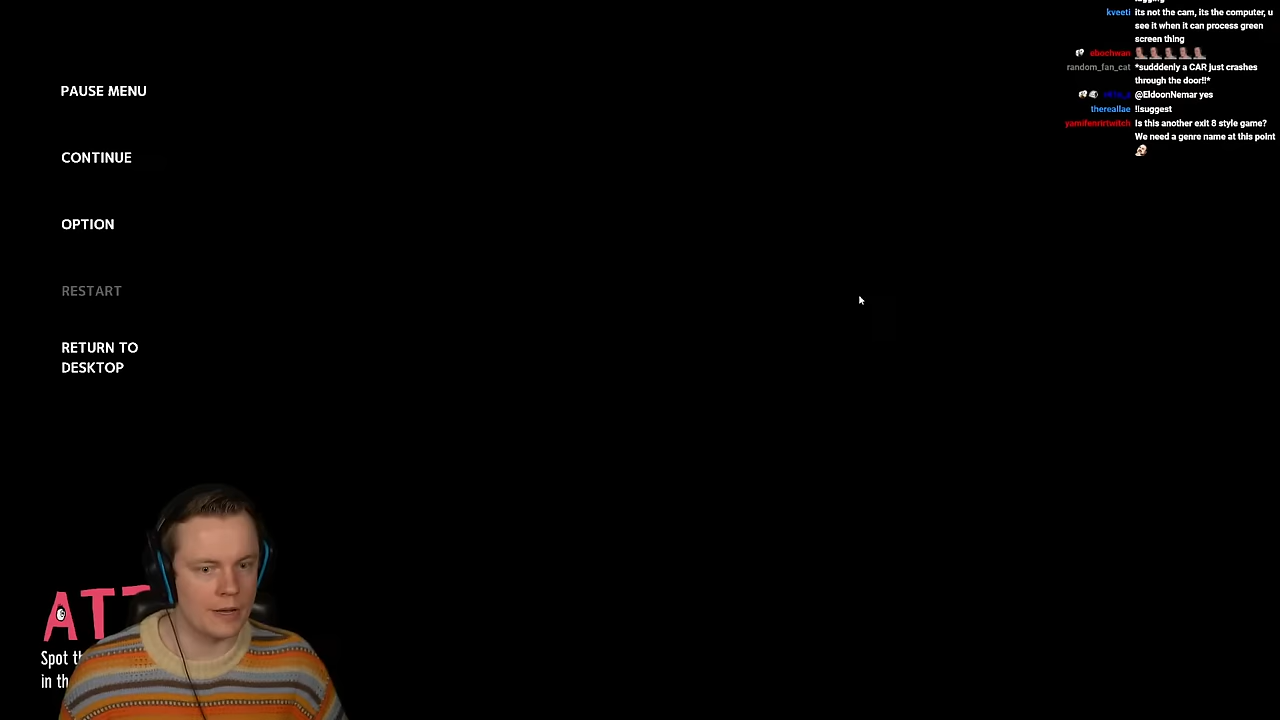 PAUSE MENU
CONTINUE
OPTION
RESTART
RETURN TO
DESKTOP
kveeti its not the cam, its the computer, u
see it when it can process green
screen thing
ebochwan
random_fan_cat *sudddenly a CAR just crashes
through the door!!*
@EldoonNemar yes
thereallae !!suggest
yamifenrirtwitch Is this another exit 8 style game?
We need a genre name at this point
AT
Spot
in